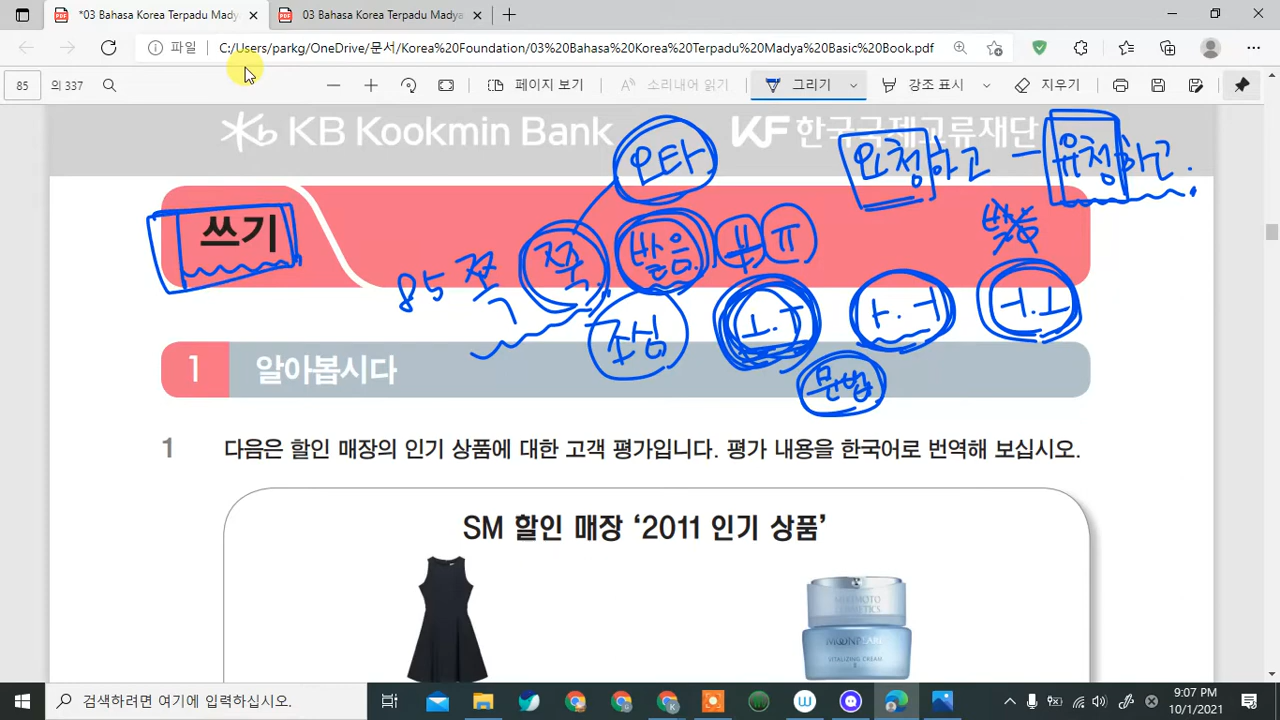 *03 Bahasa Korea Terpadu Mady
03 Bahasa Korea Terpadu Madya
파일 C:/Users/parkg/OneDrive/문서/Korea%20Foundation/03%20Bahasa%20Korea%20Terpadu%20Madya%20Basic%20Book.pdf
85 의 337 페이지 보기 소리내어 읽기 그리기 강조 표시 지우기
KB Kookmin Bank KF 한국국제교류재단
오타 요청하고 – 유청하고.
쓰기
85 쪽 쪽. 발음. ㅠ
조심 ㅗ.ㅜ ㅏ.ㅓ ㅓ.ㅗ
문법
1 알아봅시다
1 다음은 할인 매장의 인기 상품에 대한 고객 평가입니다. 평가 내용을 한국어로 번역해 보십시오.
SM 할인 매장 ‘2011 인기 상품’
MOONPEARL
VITALIZING CREAM
검색하려면 여기에 입력하십시오.
9:07 PM
10/1/2021